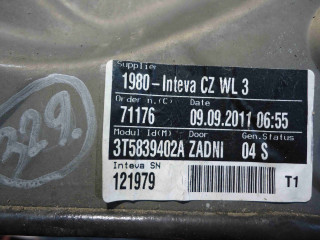 Supplier
1980-Inteva CZ WL 3
Order n.(C) Date
71176 09.09.2011 06:55
Modul Id(M) Door Gen.Status
3T5839402A ZADNI 04 S
Inteva SN
121979 T1
329.